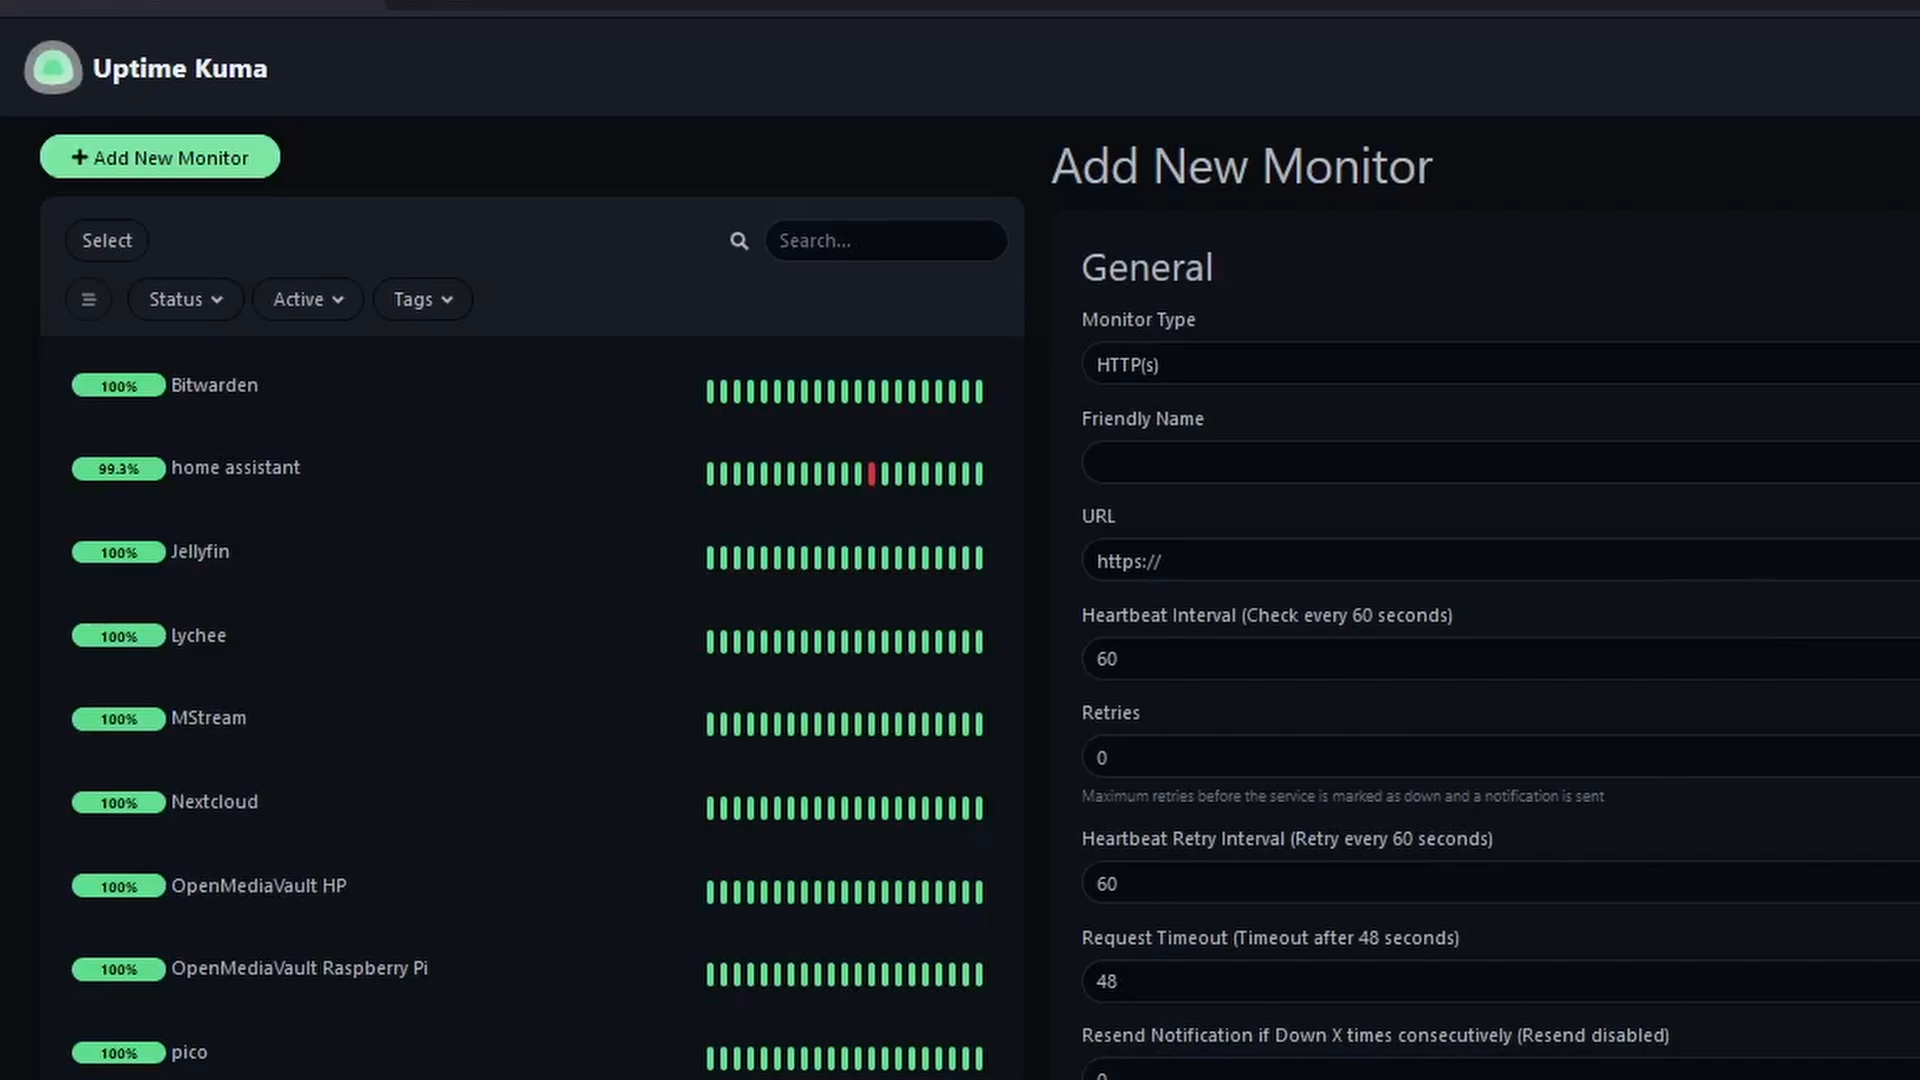 Uptime Kuma
+ Add New Monitor
Select
Search...
Status
Active
Tags
100% Bitwarden
99.3% home assistant
100% Jellyfin
100% Lychee
100% MStream
100% Nextcloud
100% OpenMediaVault HP
100% OpenMediaVault Raspberry Pi
100% pico
Add New Monitor
General
Monitor Type
HTTP(s)
Friendly Name
URL
https://
Heartbeat Interval (Check every 60 seconds)
60
Retries
0
Maximum retries before the service is marked as down and a notification is sent
Heartbeat Retry Interval (Retry every 60 seconds)
60
Request Timeout (Timeout after 48 seconds)
48
Resend Notification if Down X times consecutively (Resend disabled)
0